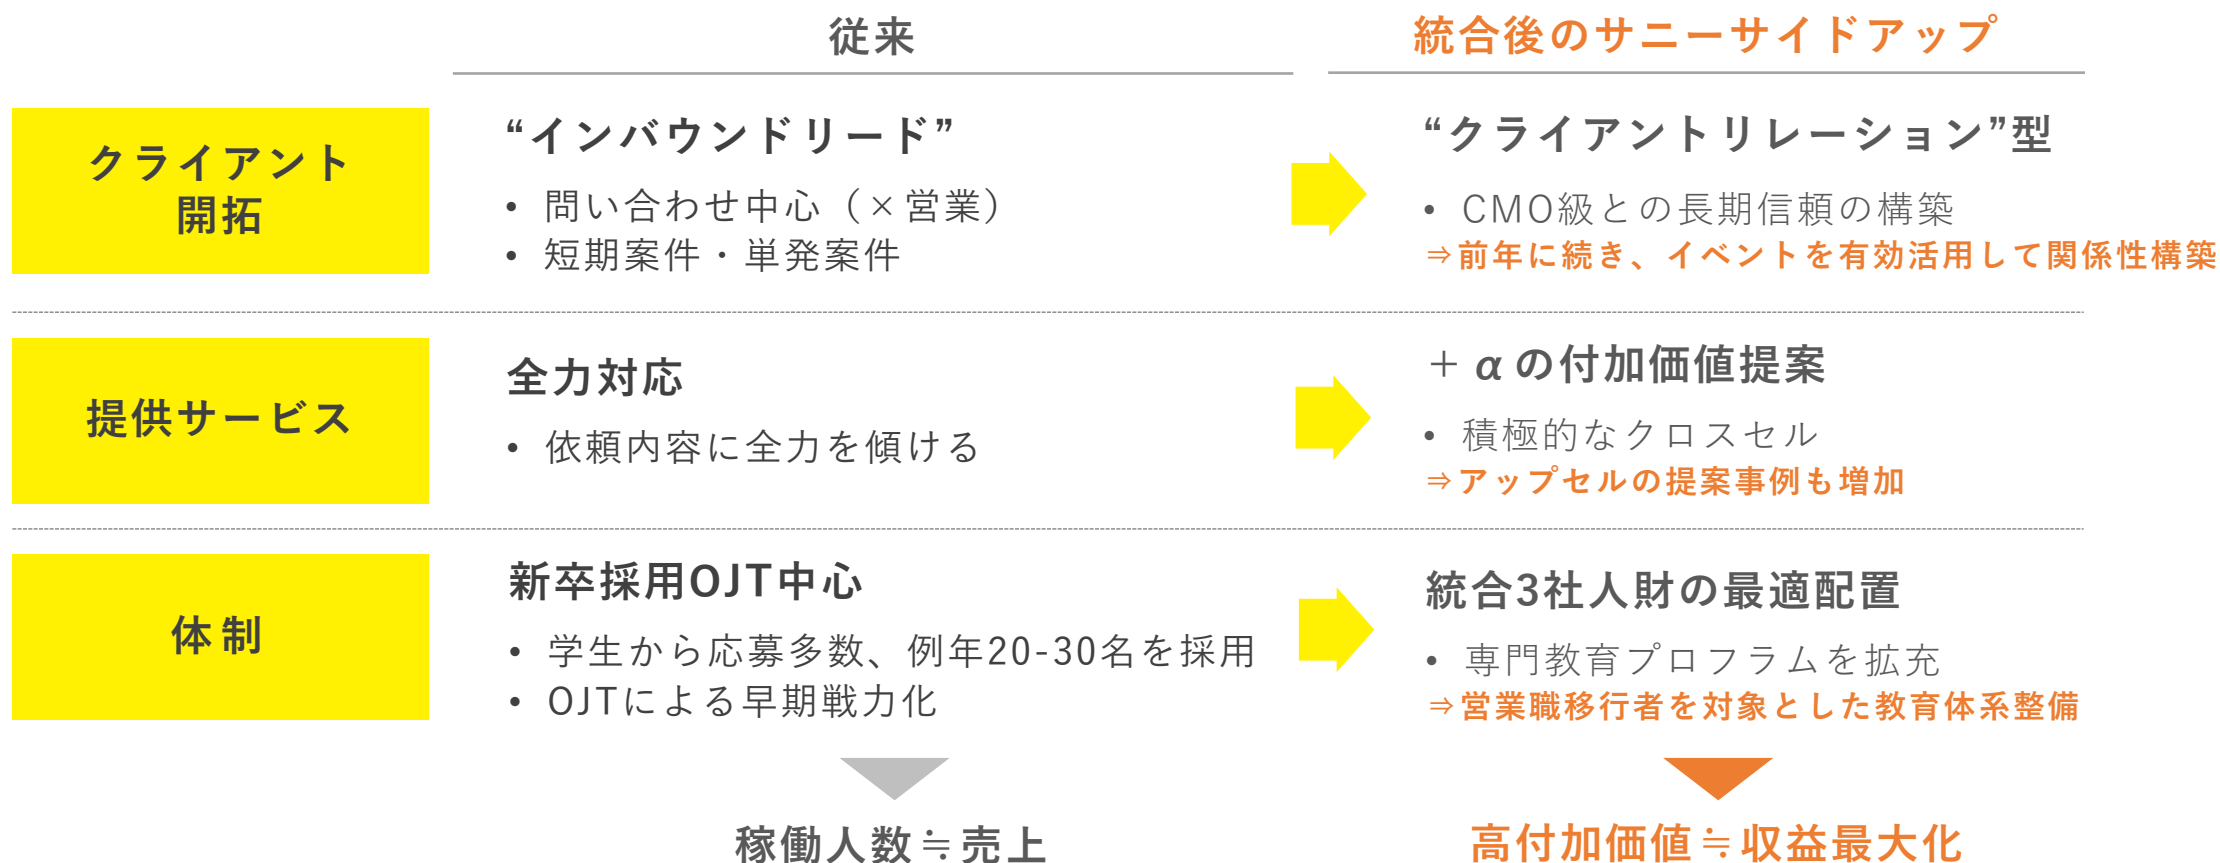 従来
統合後のサニーサイドアップ
クライアント
開拓
“インバウンドリード”
• 問い合わせ中心（×営業）
• 短期案件・単発案件
“クライアントリレーション”型
• CMO級との長期信頼の構築
⇒前年に続き、イベントを有効活用して関係性構築
提供サービス
全力対応
• 依頼内容に全力を傾ける
＋αの付加価値提案
• 積極的なクロスセル
⇒アップセルの提案事例も増加
体制
新卒採用OJT中心
• 学生から応募多数、例年20-30名を採用
• OJTによる早期戦力化
統合3社人財の最適配置
• 専門教育プロフラムを拡充
⇒営業職移行者を対象とした教育体系整備
稼働人数≒売上
高付加価値≒収益最大化